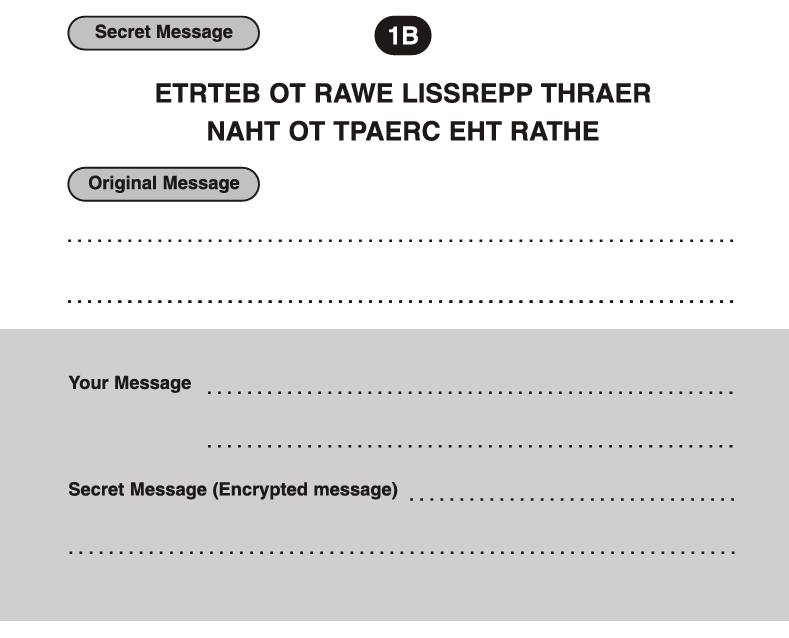 Secret Message
1B
ETRTEB OT RAWE LISSREPP THRAER
NAHT OT TPAERC EHT RATHE
Original Message
Your Message
Secret Message (Encrypted message)